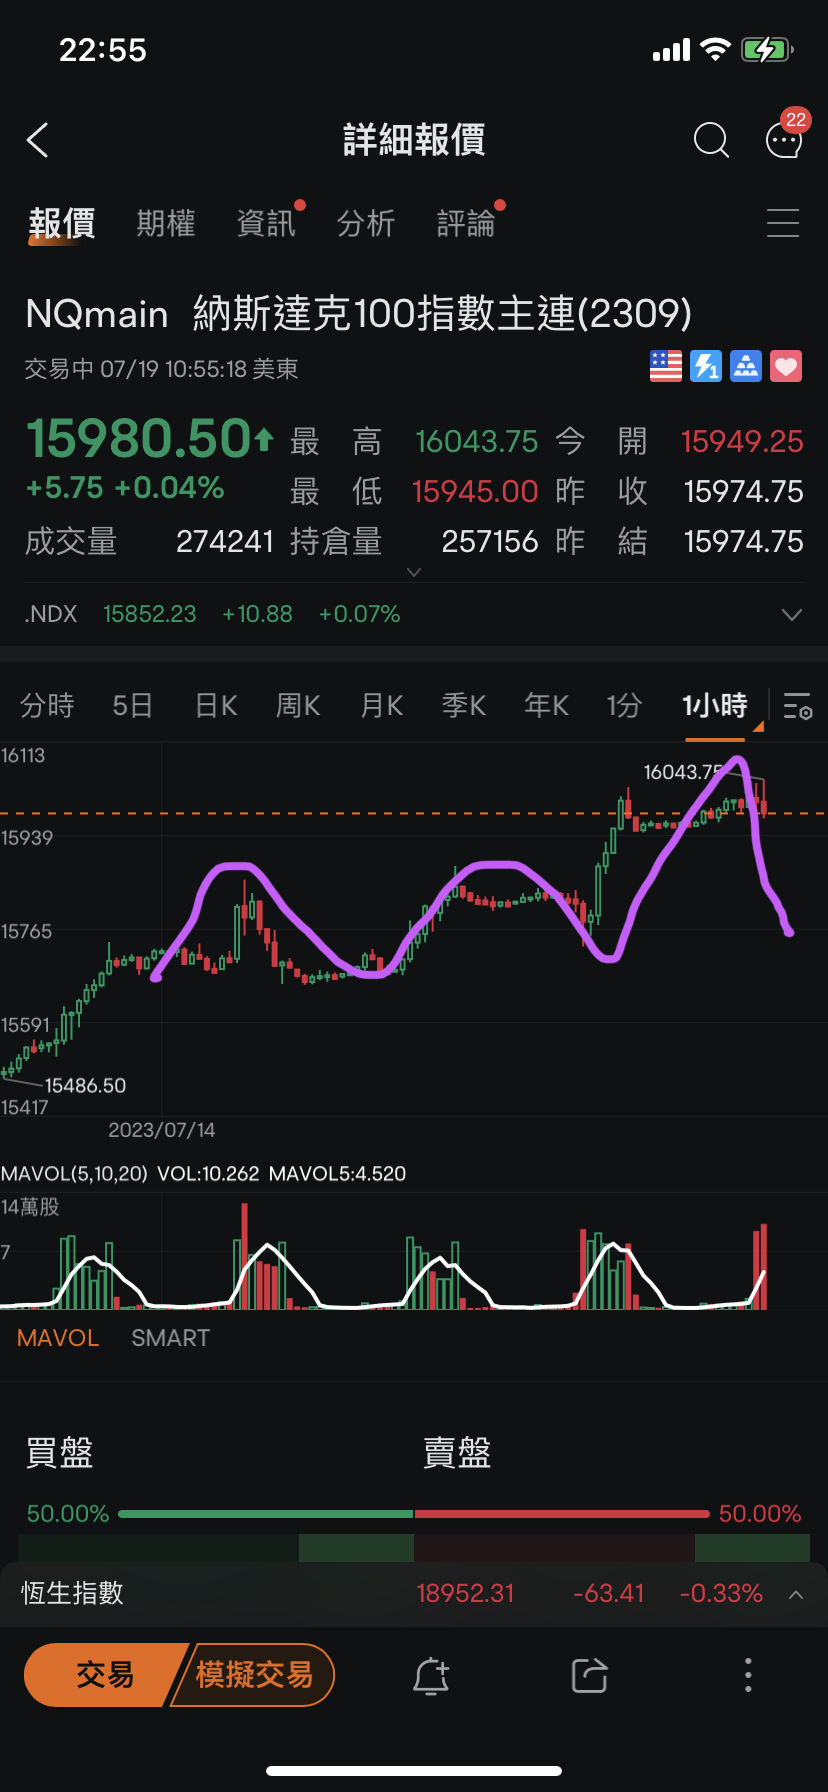 22:55
詳細報價
22
報價 期權 資訊 分析 評論
NQmain 納斯達克100指數主連(2309)
交易中 07/19 10:55:18 美東
1
15980.50 最高 16043.75 今開 15949.25
+5.75 +0.04% 最低 15945.00 昨收 15974.75
成交量 274241 持倉量 257156 昨結 15974.75
.NDX 15852.23 +10.88 +0.07%
分時 5日 日K 周K 月K 季K 年K 1分 1小時
16113
16043.75
15939
15765
15591
15486.50
15417
2023/07/14
MAVOL(5,10,20) VOL:10.262 MAVOL5:4.520
14萬股
7
MAVOL SMART
買盤 賣盤
50.00% 50.00%
恆生指數 18952.31 -63.41 -0.33%
交易 模擬交易